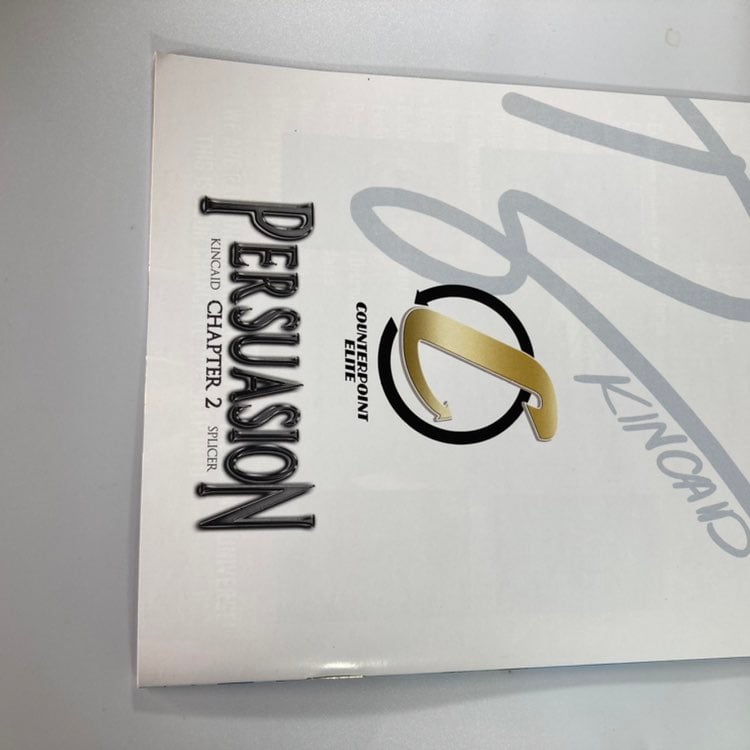 KINCAID
COUNTERPOINT
ELITE
PERSUASION
KINCAID CHAPTER 2 SPLICER